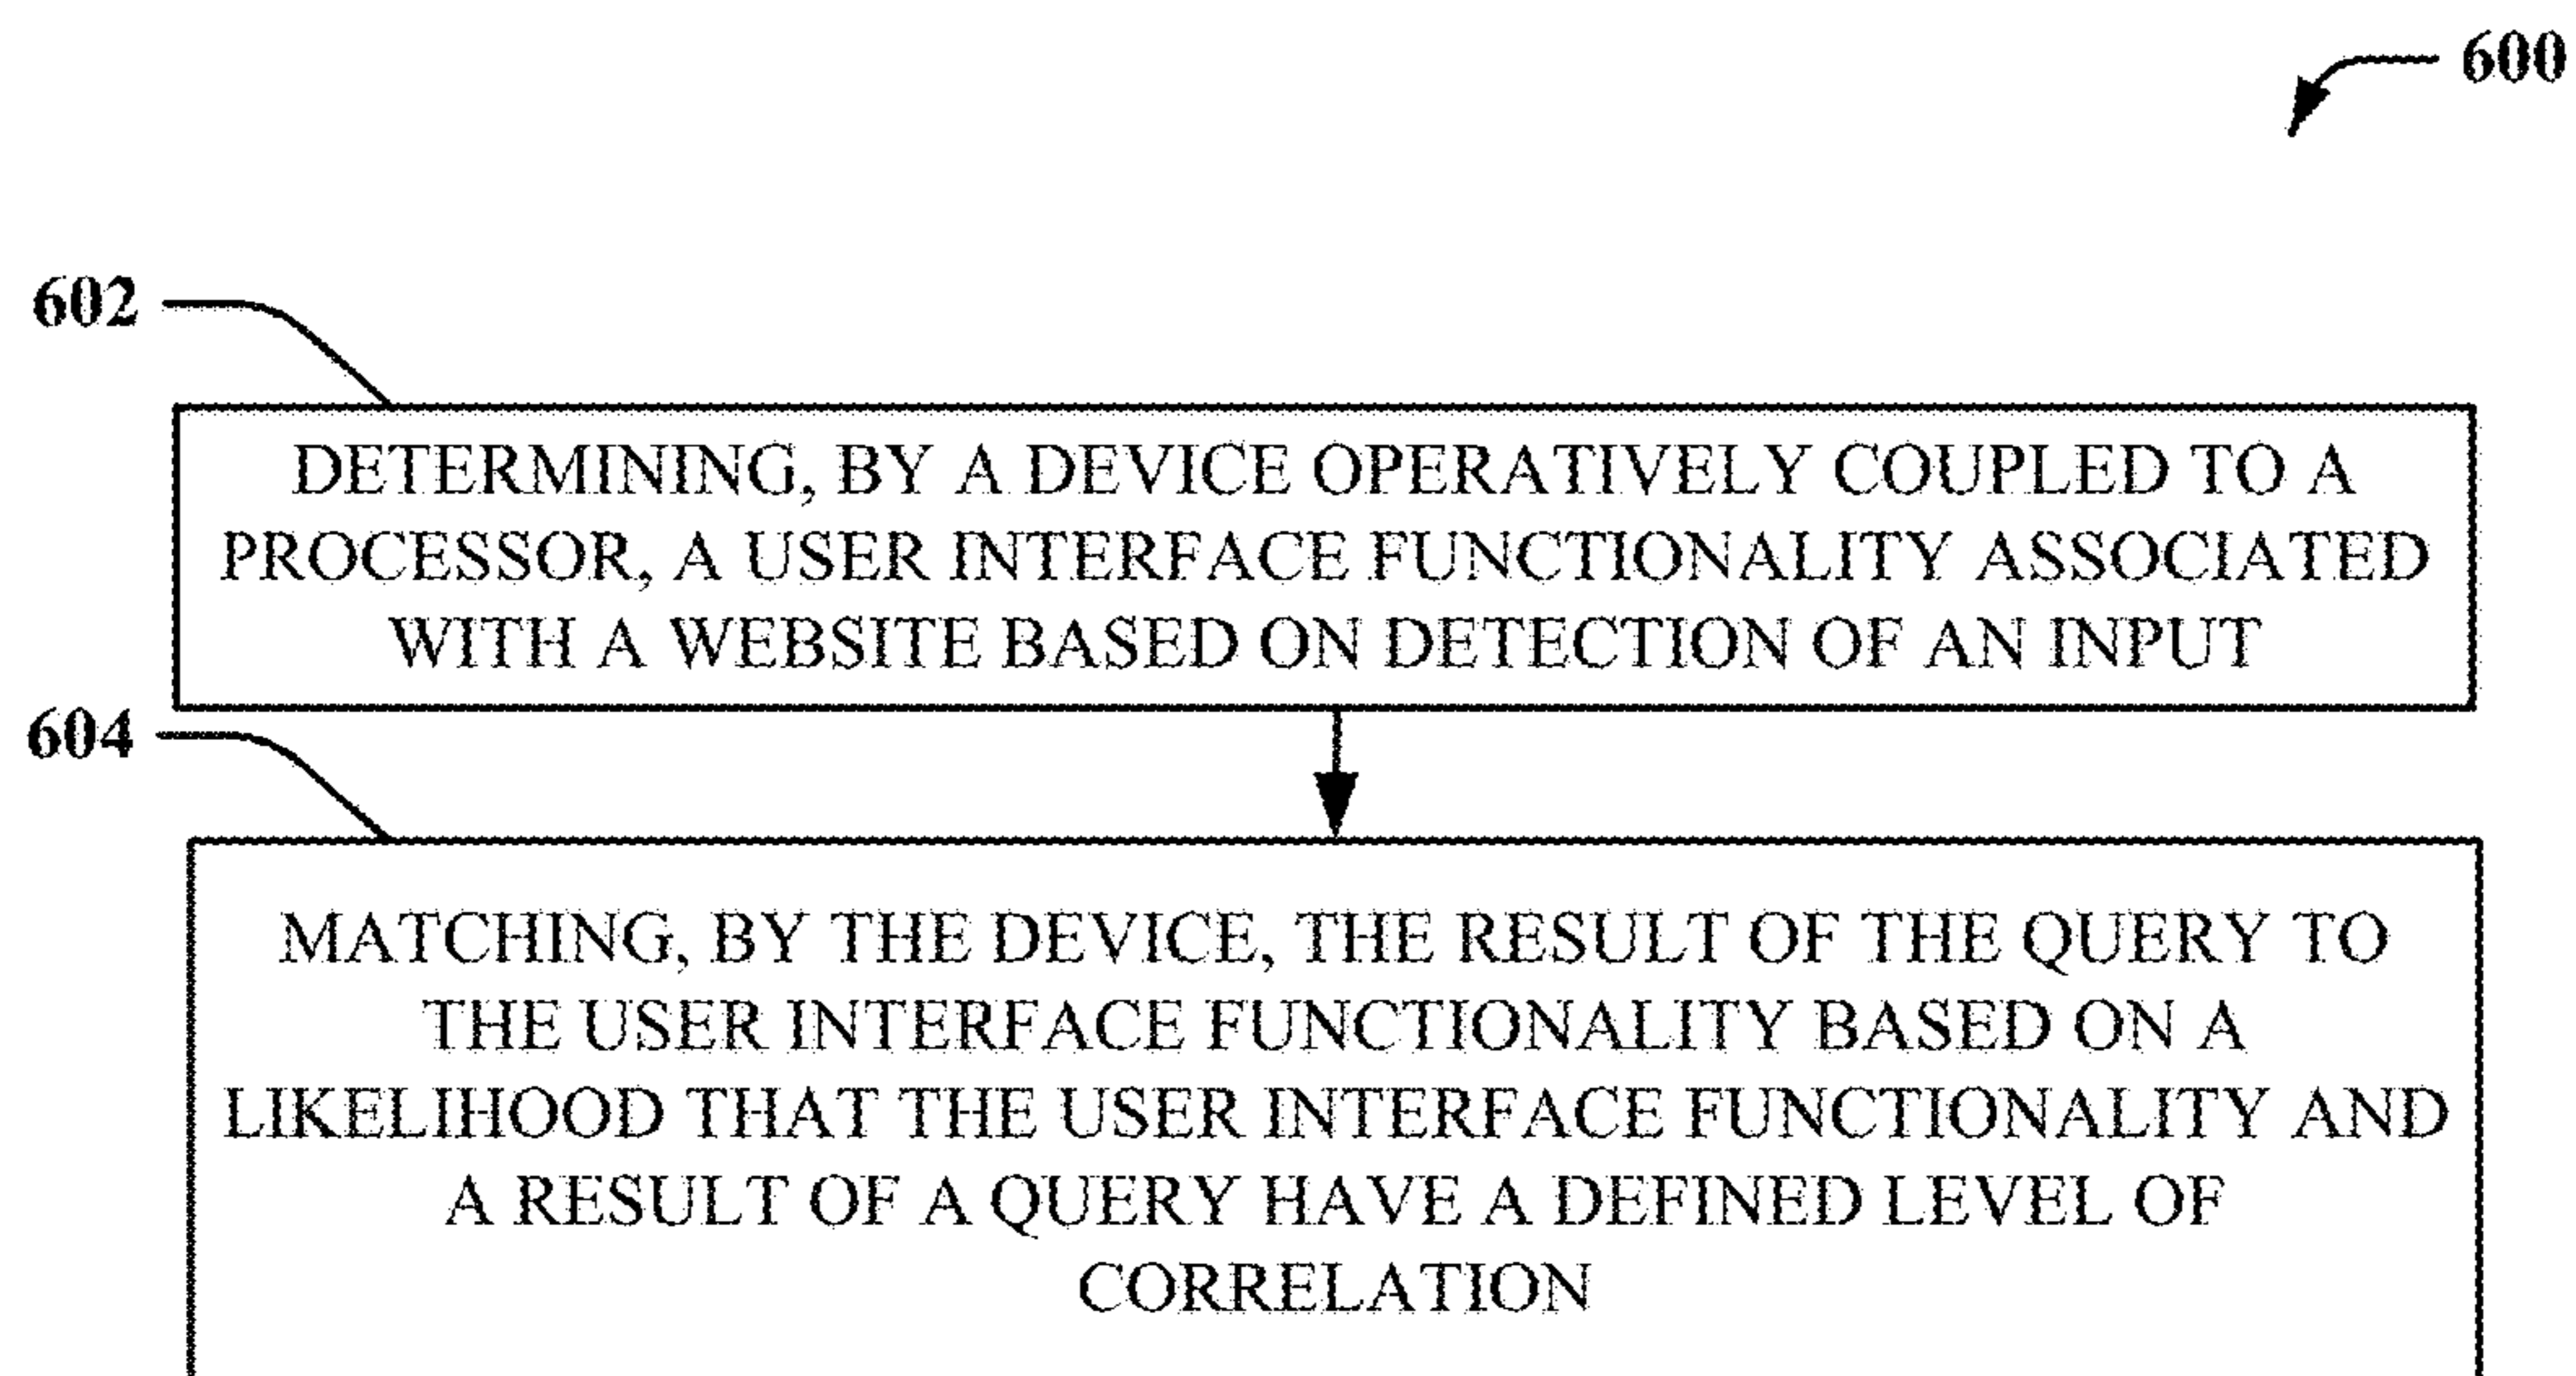 600
602
DETERMINING, BY A DEVICE OPERATIVELY COUPLED TO A
PROCESSOR, A USER INTERFACE FUNCTIONALITY ASSOCIATED
WITH A WEBSITE BASED ON DETECTION OF AN INPUT
604
MATCHING, BY THE DEVICE, THE RESULT OF THE QUERY TO
THE USER INTERFACE FUNCTIONALITY BASED ON A
LIKELIHOOD THAT THE USER INTERFACE FUNCTIONALITY AND
A RESULT OF A QUERY HAVE A DEFINED LEVEL OF
CORRELATION